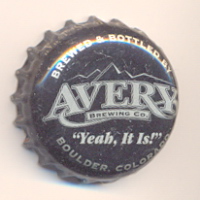 BREWED & BOTTLED BY
AVERY
BREWING CO.
"Yeah, It Is!"
BOULDER, COLORADO